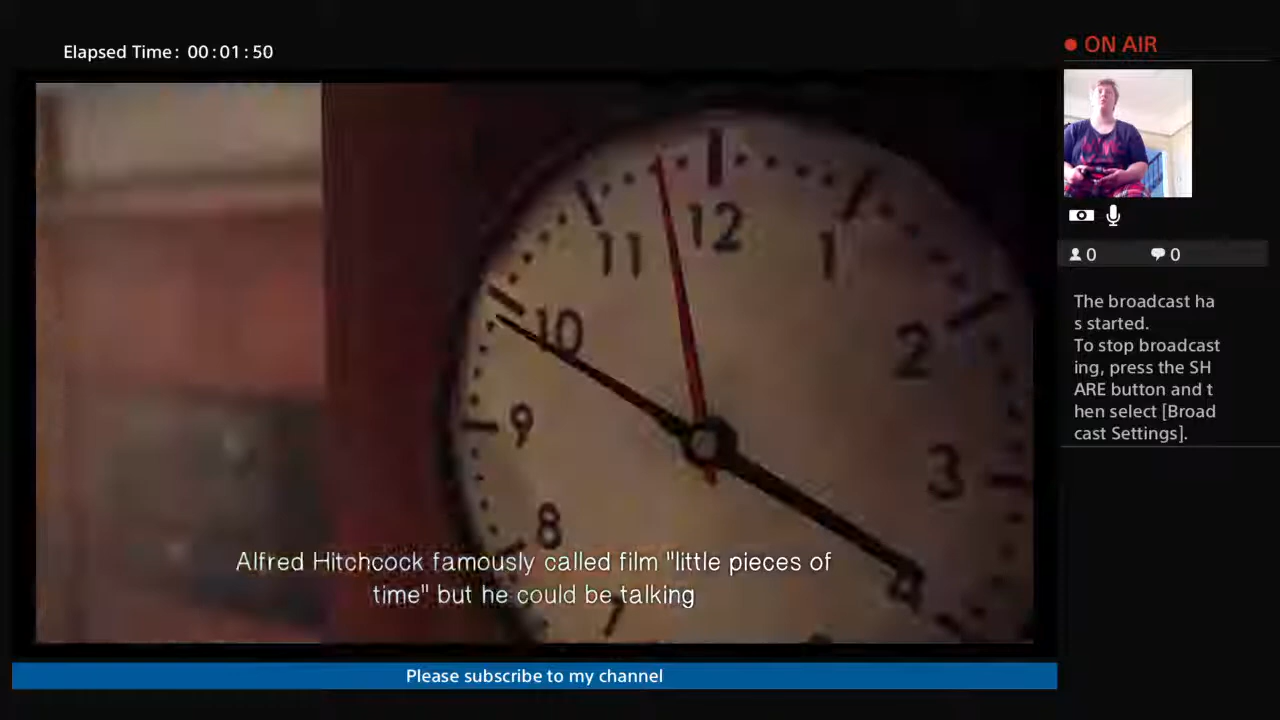 Elapsed Time: 00:01:50
ON AIR
12
11
1
10
2
9
3
8
4
7
0
0
The broadcast ha
s started.
To stop broadcast
ing, press the SH
ARE button and t
hen select [Broad
cast Settings].
Alfred Hitchcock famously called film "little pieces of
time" but he could be talking
Please subscribe to my channel